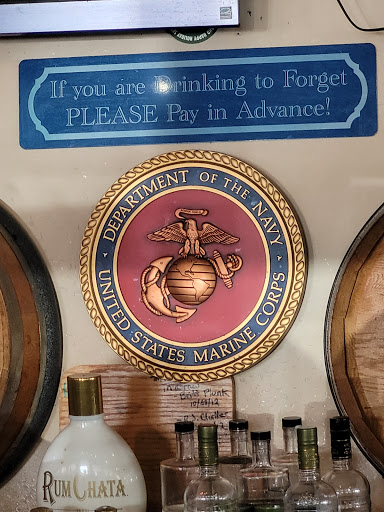 If you are Drinking to Forget
PLEASE Pay in Advance!
DEPARTMENT OF THE NAVY
UNITED STATES MARINE CORPS
Plunk
RUMCHATA